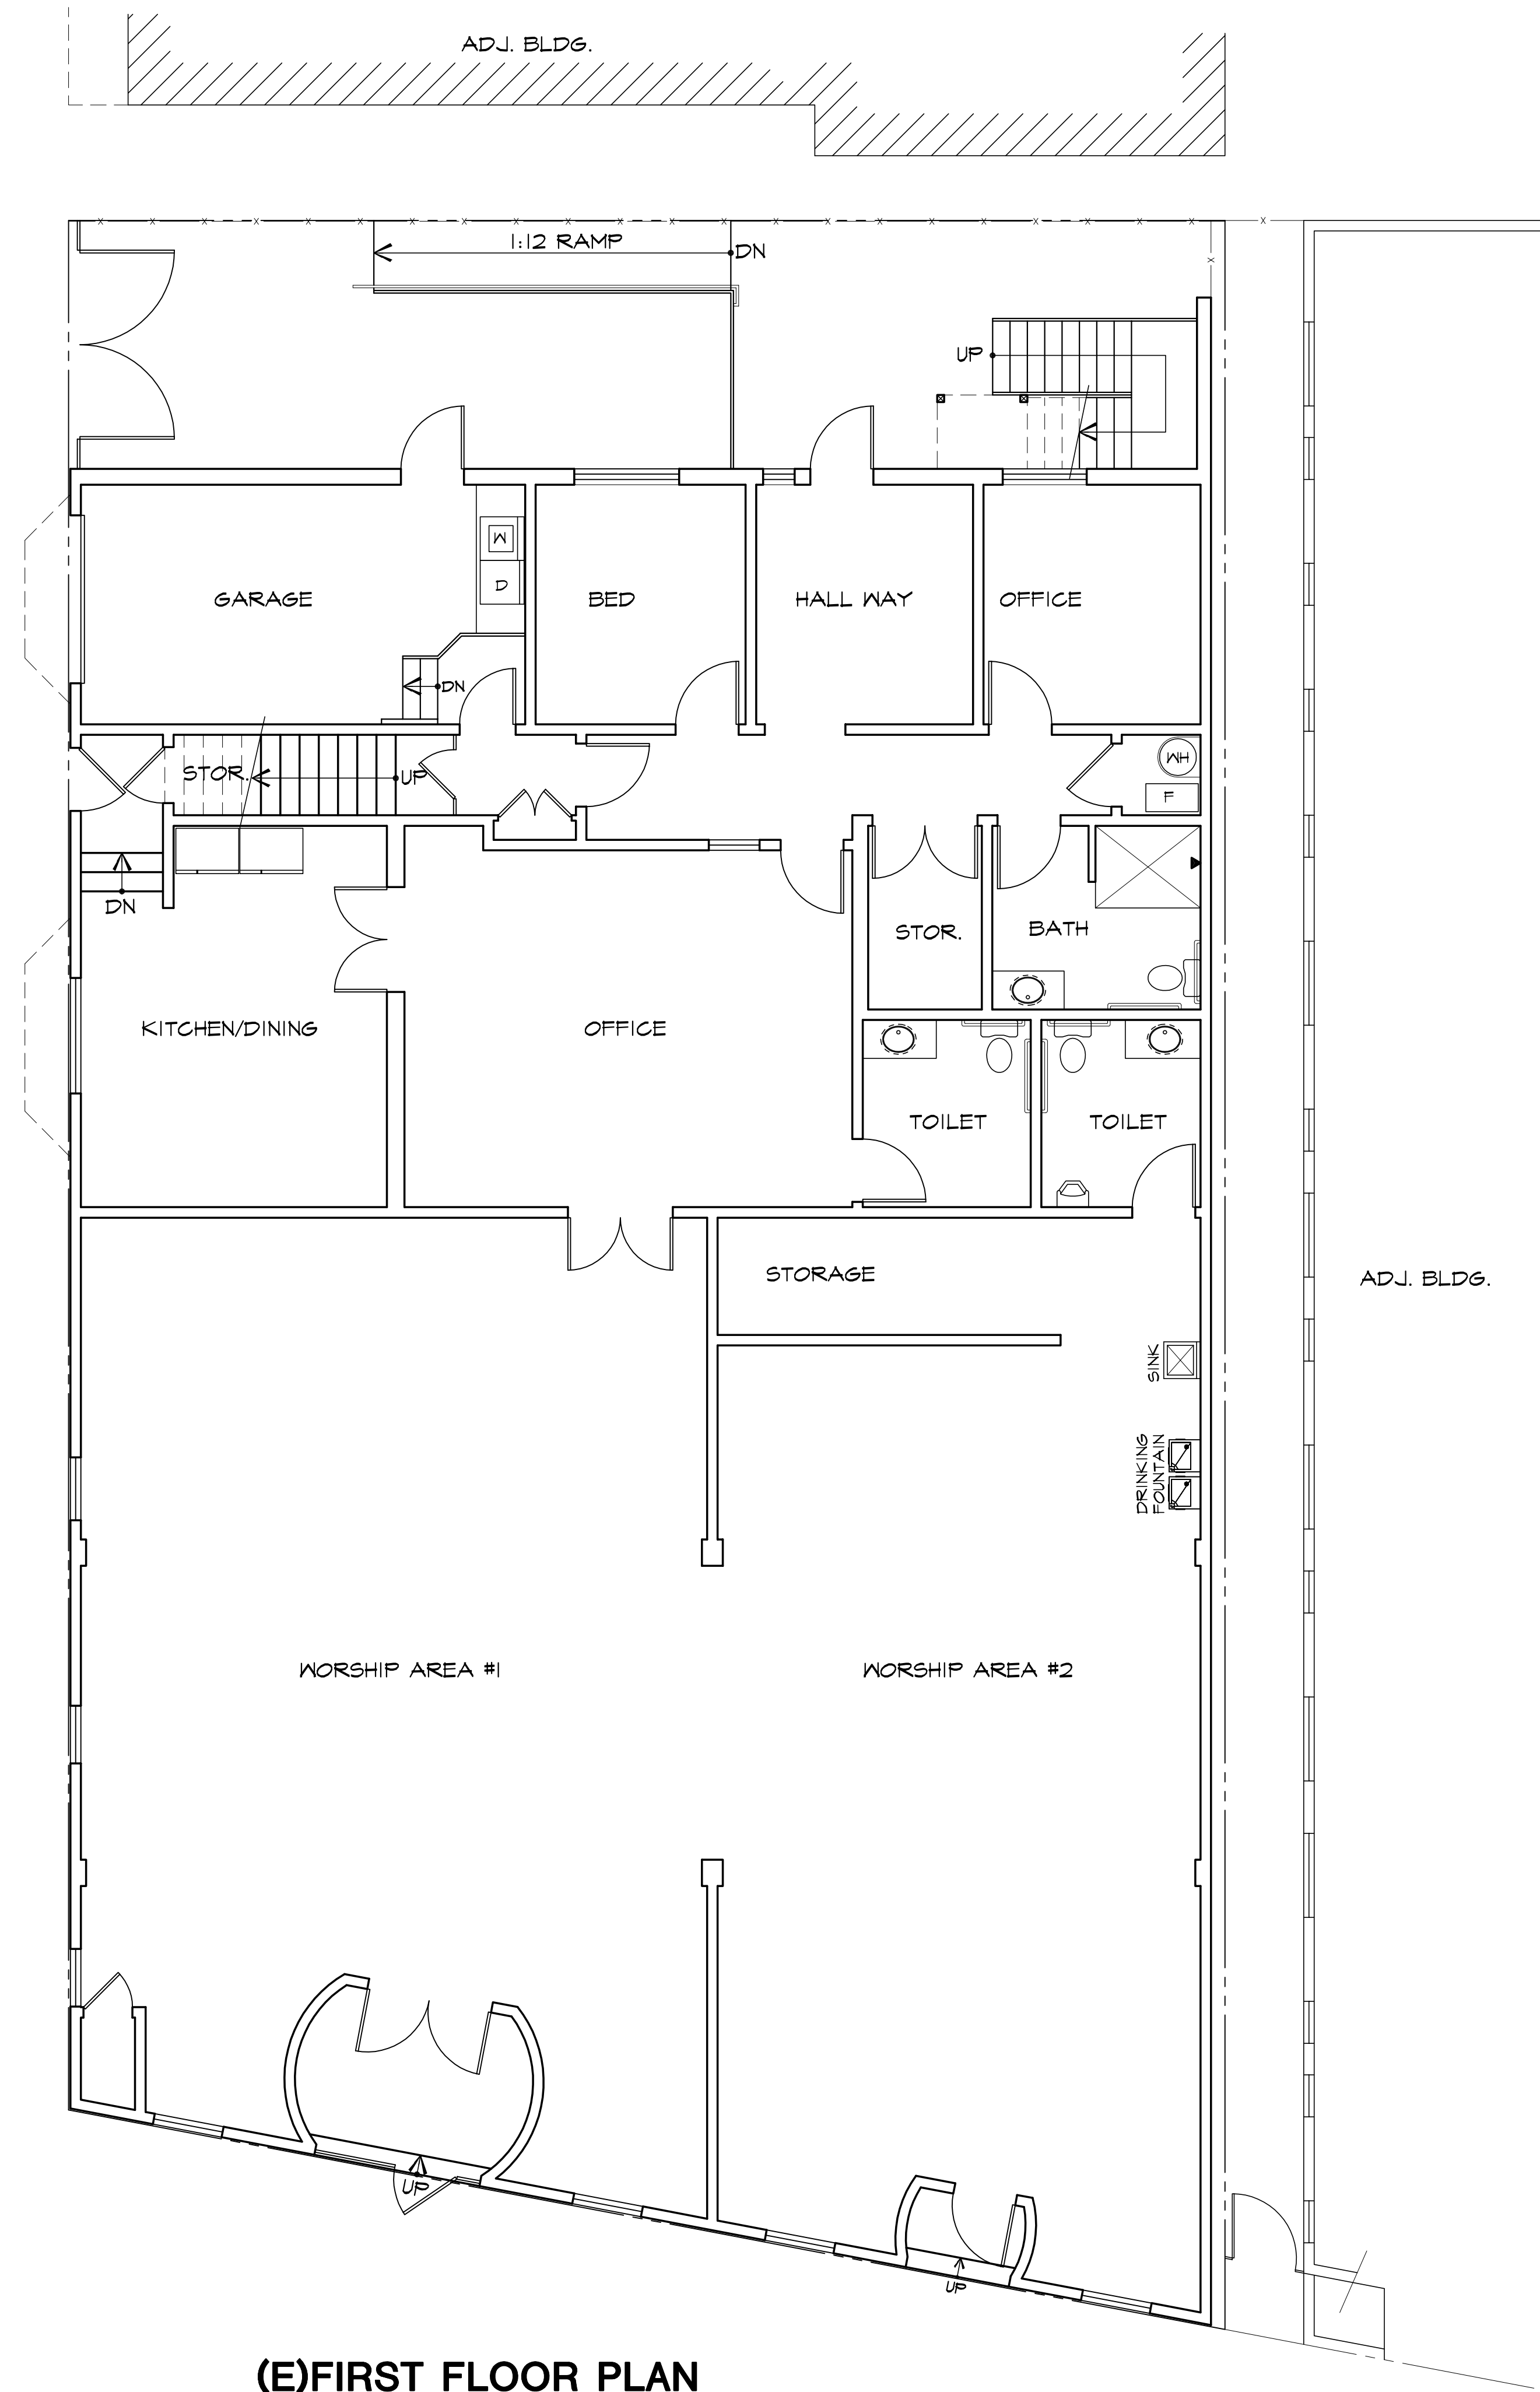 ADJ. BLDG.
1:12 RAMP
DN
UP
W
D
GARAGE
BED
HALL WAY
OFFICE
DN
STOR.
UP
WH
F
DN
STOR.
BATH
KITCHEN/DINING
OFFICE
TOILET
TOILET
STORAGE
ADJ. BLDG.
SINK
DRINKING
FOUNTAIN
WORSHIP AREA #1
WORSHIP AREA #2
UP
UP
(E)FIRST FLOOR PLAN